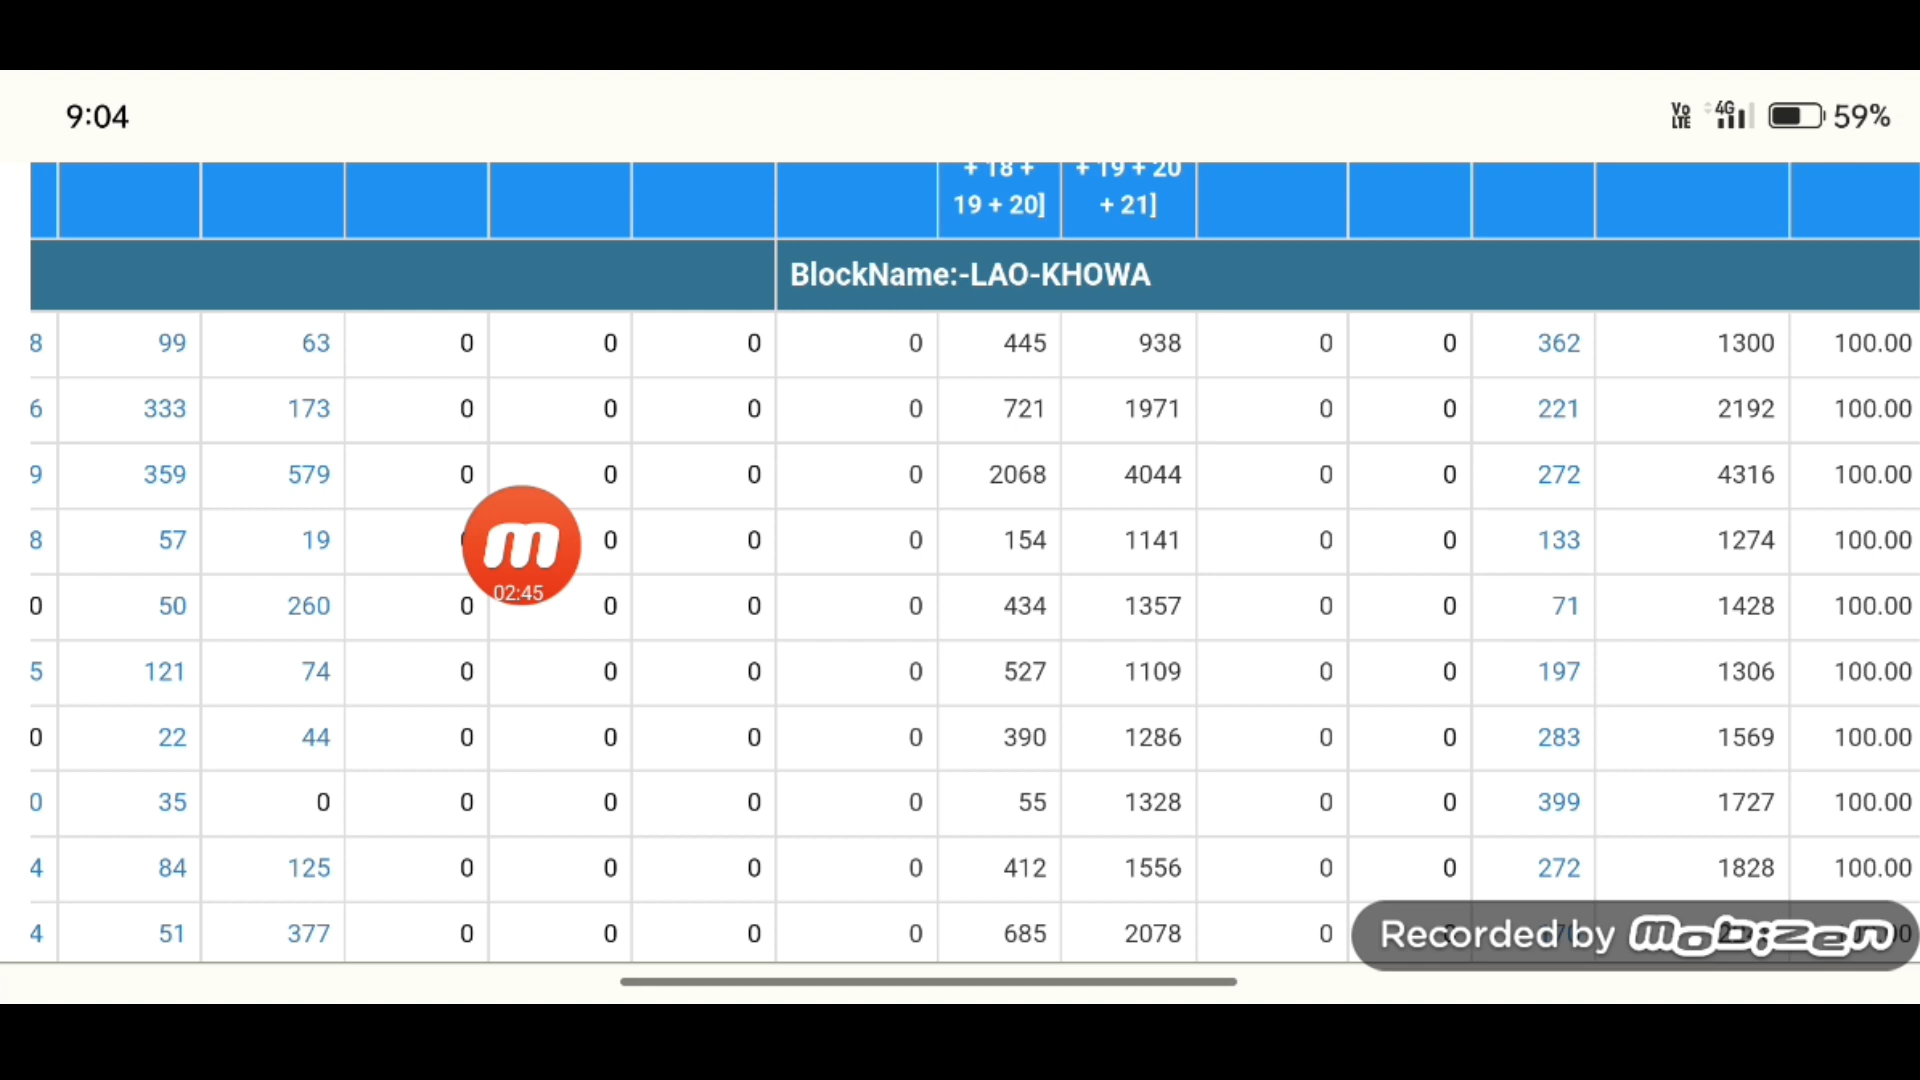 9:04 Vo LTE 4G 59%
+ 18 + + 19 + 20
19 + 20] + 21]
BlockName:-LAO-KHOWA
8 99 63 0 0 0 0 445 938 0 0 362 1300 100.00
6 333 173 0 0 0 0 721 1971 0 0 221 2192 100.00
9 359 579 0 0 0 0 2068 4044 0 0 272 4316 100.00
8 57 19 0 0 0 154 1141 0 0 133 1274 100.00
m
02:45
0 50 260 0 0 0 0 434 1357 0 0 71 1428 100.00
5 121 74 0 0 0 0 527 1109 0 0 197 1306 100.00
0 22 44 0 0 0 0 390 1286 0 0 283 1569 100.00
0 35 0 0 0 0 0 55 1328 0 0 399 1727 100.00
4 84 125 0 0 0 0 412 1556 0 0 272 1828 100.00
4 51 377 0 0 0 0 685 2078 0
Recorded by mobizen